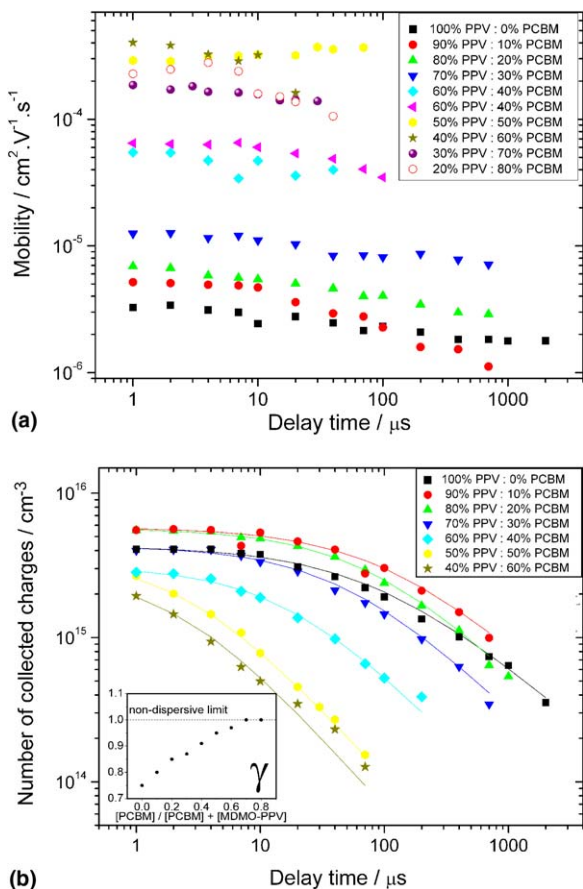 10⁻⁴
10⁻⁵
10⁻⁶
Mobility / cm².V⁻¹.s⁻¹
100% PPV : 0% PCBM
90% PPV : 10% PCBM
80% PPV : 20% PCBM
70% PPV : 30% PCBM
60% PPV : 40% PCBM
60% PPV : 40% PCBM
50% PPV : 50% PCBM
40% PPV : 60% PCBM
30% PPV : 70% PCBM
20% PPV : 80% PCBM
1 10 100 1000
Delay time / μs
(a)
10¹⁶
10¹⁵
10¹⁴
Number of collected charges / cm⁻³
100% PPV : 0% PCBM
90% PPV : 10% PCBM
80% PPV : 20% PCBM
70% PPV : 30% PCBM
60% PPV : 40% PCBM
50% PPV : 50% PCBM
40% PPV : 60% PCBM
1.1
1.0
0.9
0.8
0.7
non-dispersive limit
γ
0.0 0.2 0.4 0.6 0.8
[PCBM] / [PCBM] + [MDMO-PPV]
1 10 100 1000
Delay time / μs
(b)